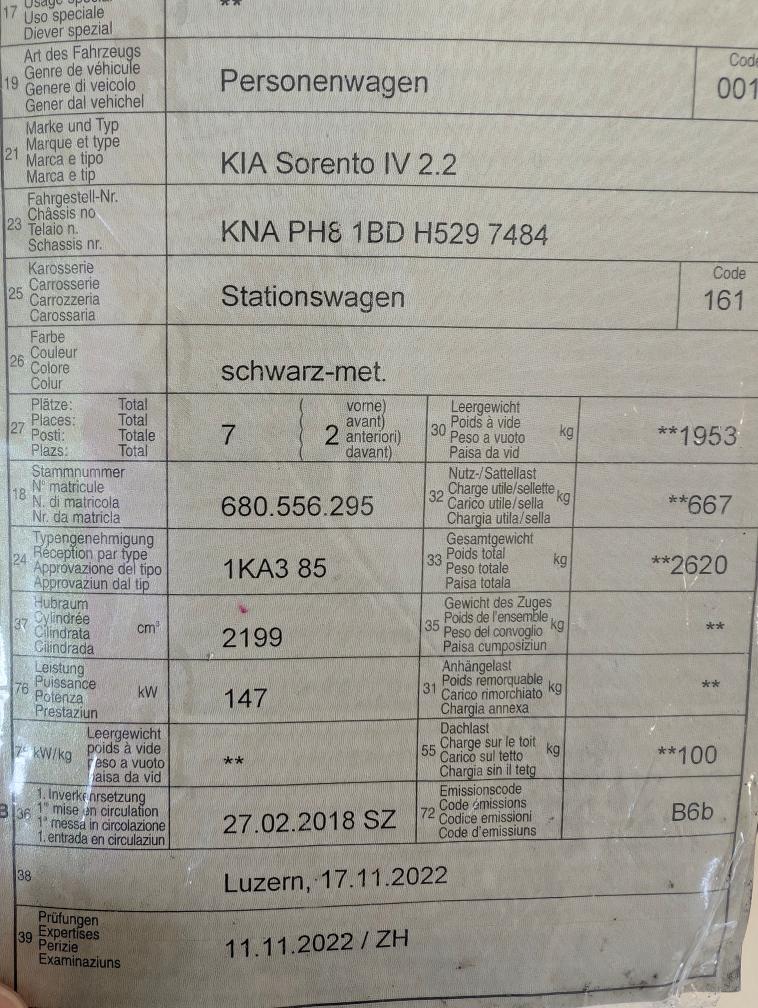 17
Uso speciale
Diever spezial
**
19
Art des Fahrzeugs
Genre de véhicule
Genere di veicolo
Gener dal vehichel
Personenwagen
Code
001
21
Marke und Typ
Marque et type
Marca e tipo
Marca e tip
KIA Sorento IV 2.2
23
Fahrgestell-Nr.
Châssis no
Telaio n.
Schassis nr.
KNA PH8 1BD H529 7484
25
Karosserie
Carrosserie
Carrozzeria
Carossaria
Stationswagen
Code
161
26
Farbe
Couleur
Colore
Colur
schwarz-met.
27
Plätze: Total
Places: Total
Posti: Totale
Plazs: Total
7
( 2
vorne)
avant)
anteriori)
davant)
30
Leergewicht
Poids à vide
Peso a vuoto
Paisa da vid
kg
**1953
18
Stammnummer
N° matricule
N. di matricola
Nr. da matricla
680.556.295
32
Nutz-/Sattellast
Charge utile/sellette
Carico utile/sella
Chargia utila/sella
kg
**667
24
Typengenehmigung
Réception par type
Approvazione del tipo
Approvaziun dal tip
1KA3 85
33
Gesamtgewicht
Poids total
Peso totale
Paisa totala
kg
**2620
37
Hubraum
Cylindrée
Cilindrata
Cilindrada
cm³
2199
35
Gewicht des Zuges
Poids de l'ensemble
Peso del convoglio
Paisa cumposiziun
kg
**
76
Leistung
Puissance
Potenza
Prestaziun
kW
147
31
Anhängelast
Poids remorquable
Carico rimorchiato
Chargia annexa
kg
**
kW/kg
Leergewicht
poids à vide
peso a vuoto
paisa da vid
**
55
Dachlast
Charge sur le toit
Carico sul tetto
Chargia sin il tetg
kg
**100
B
36
1. Inverkehrsetzung
1re mise en circulation
1a messa in circolazione
1. entrada en circulaziun
27.02.2018 SZ
72
Emissionscode
Code émissions
Codice emissioni
Code d'emissiuns
B6b
38
Luzern, 17.11.2022
39
Prüfungen
Expertises
Perizie
Examinaziuns
11.11.2022 / ZH